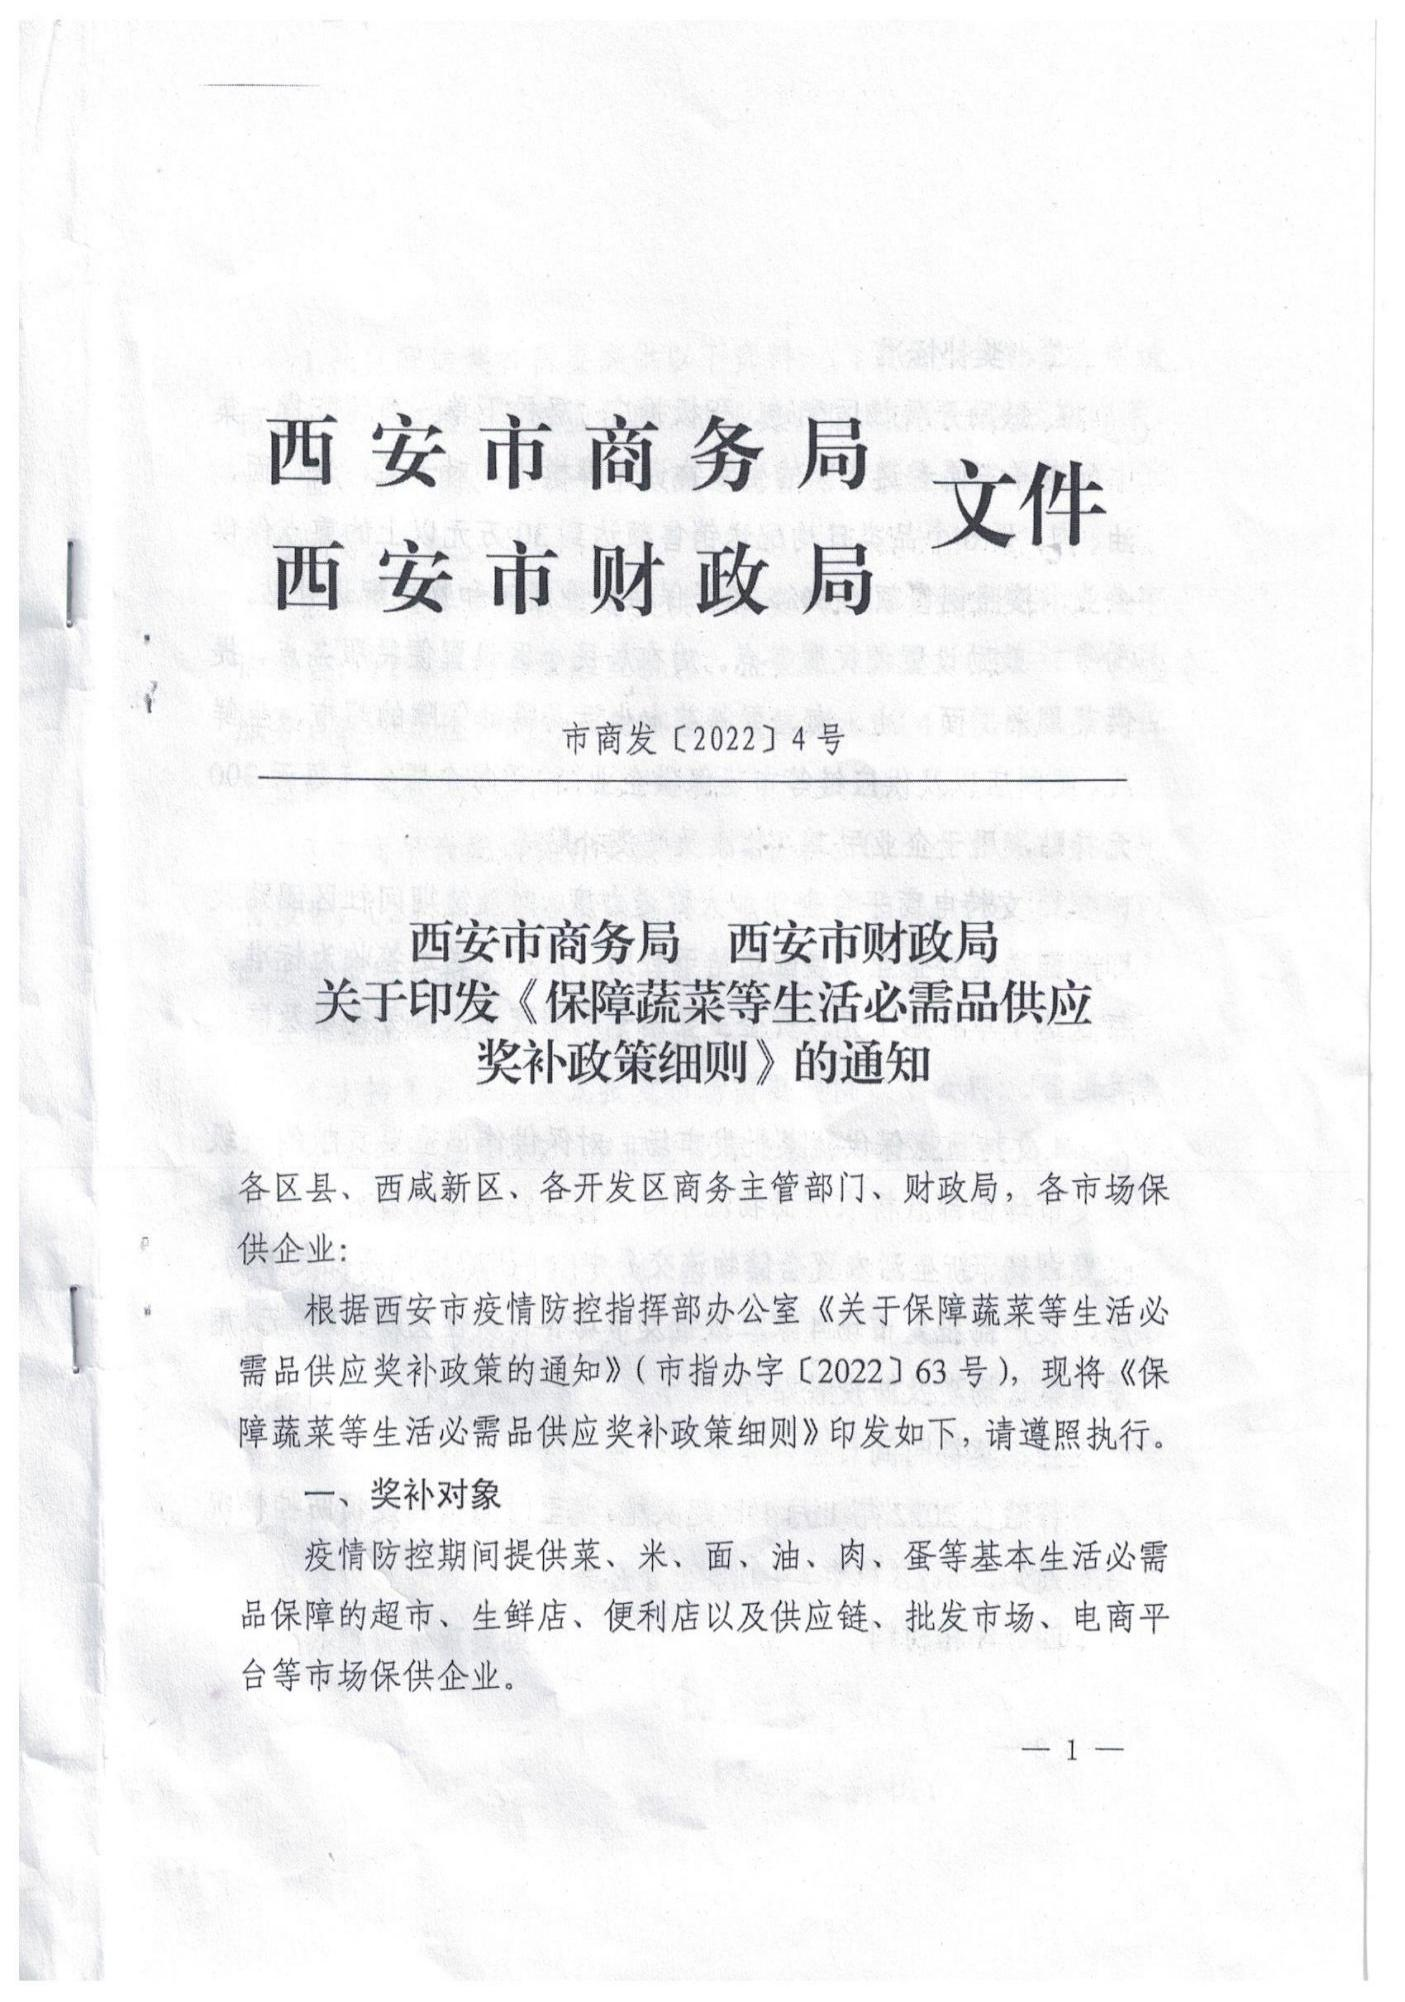 西安市商务局
西安市财政局
文件
市商发〔2022〕4号
西安市商务局 西安市财政局
关于印发《保障蔬菜等生活必需品供应
奖补政策细则》的通知
各区县、西咸新区、各开发区商务主管部门、财政局，各市场保
供企业：
根据西安市疫情防控指挥部办公室《关于保障蔬菜等生活必
需品供应奖补政策的通知》（市指办字〔2022〕63号），现将《保
障蔬菜等生活必需品供应奖补政策细则》印发如下，请遵照执行。
一、奖补对象
疫情防控期间提供菜、米、面、油、肉、蛋等基本生活必需
品保障的超市、生鲜店、便利店以及供应链、批发市场、电商平
台等市场保供企业。
— 1 —